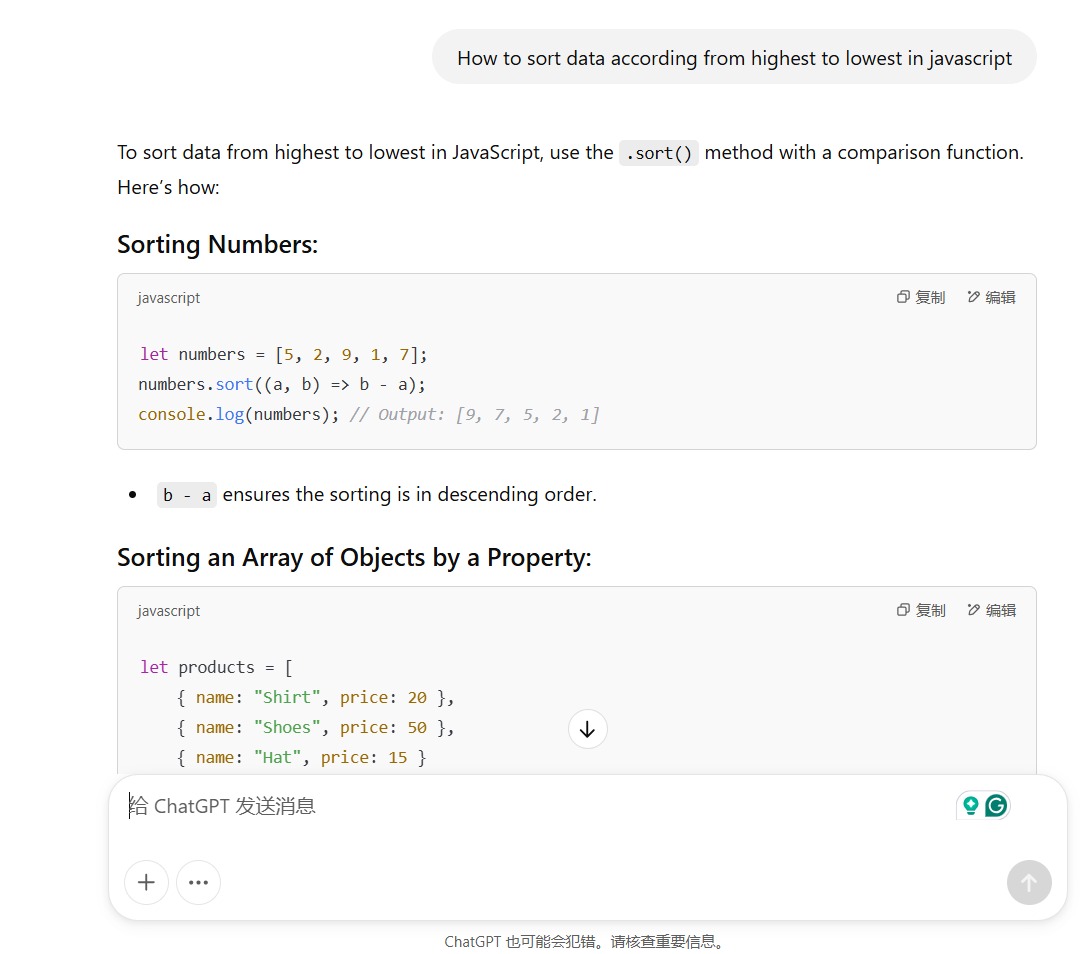 How to sort data according from highest to lowest in javascript
To sort data from highest to lowest in JavaScript, use the .sort() method with a comparison function.
Here’s how:
Sorting Numbers:
javascript 复制 编辑
let numbers = [5, 2, 9, 1, 7];
numbers.sort((a, b) => b - a);
console.log(numbers); // Output: [9, 7, 5, 2, 1]
• b - a ensures the sorting is in descending order.
Sorting an Array of Objects by a Property:
javascript 复制 编辑
let products = [
    { name: "Shirt", price: 20 },
    { name: "Shoes", price: 50 },
    { name: "Hat", price: 15 }
给 ChatGPT 发送消息
ChatGPT 也可能会犯错。请核查重要信息。